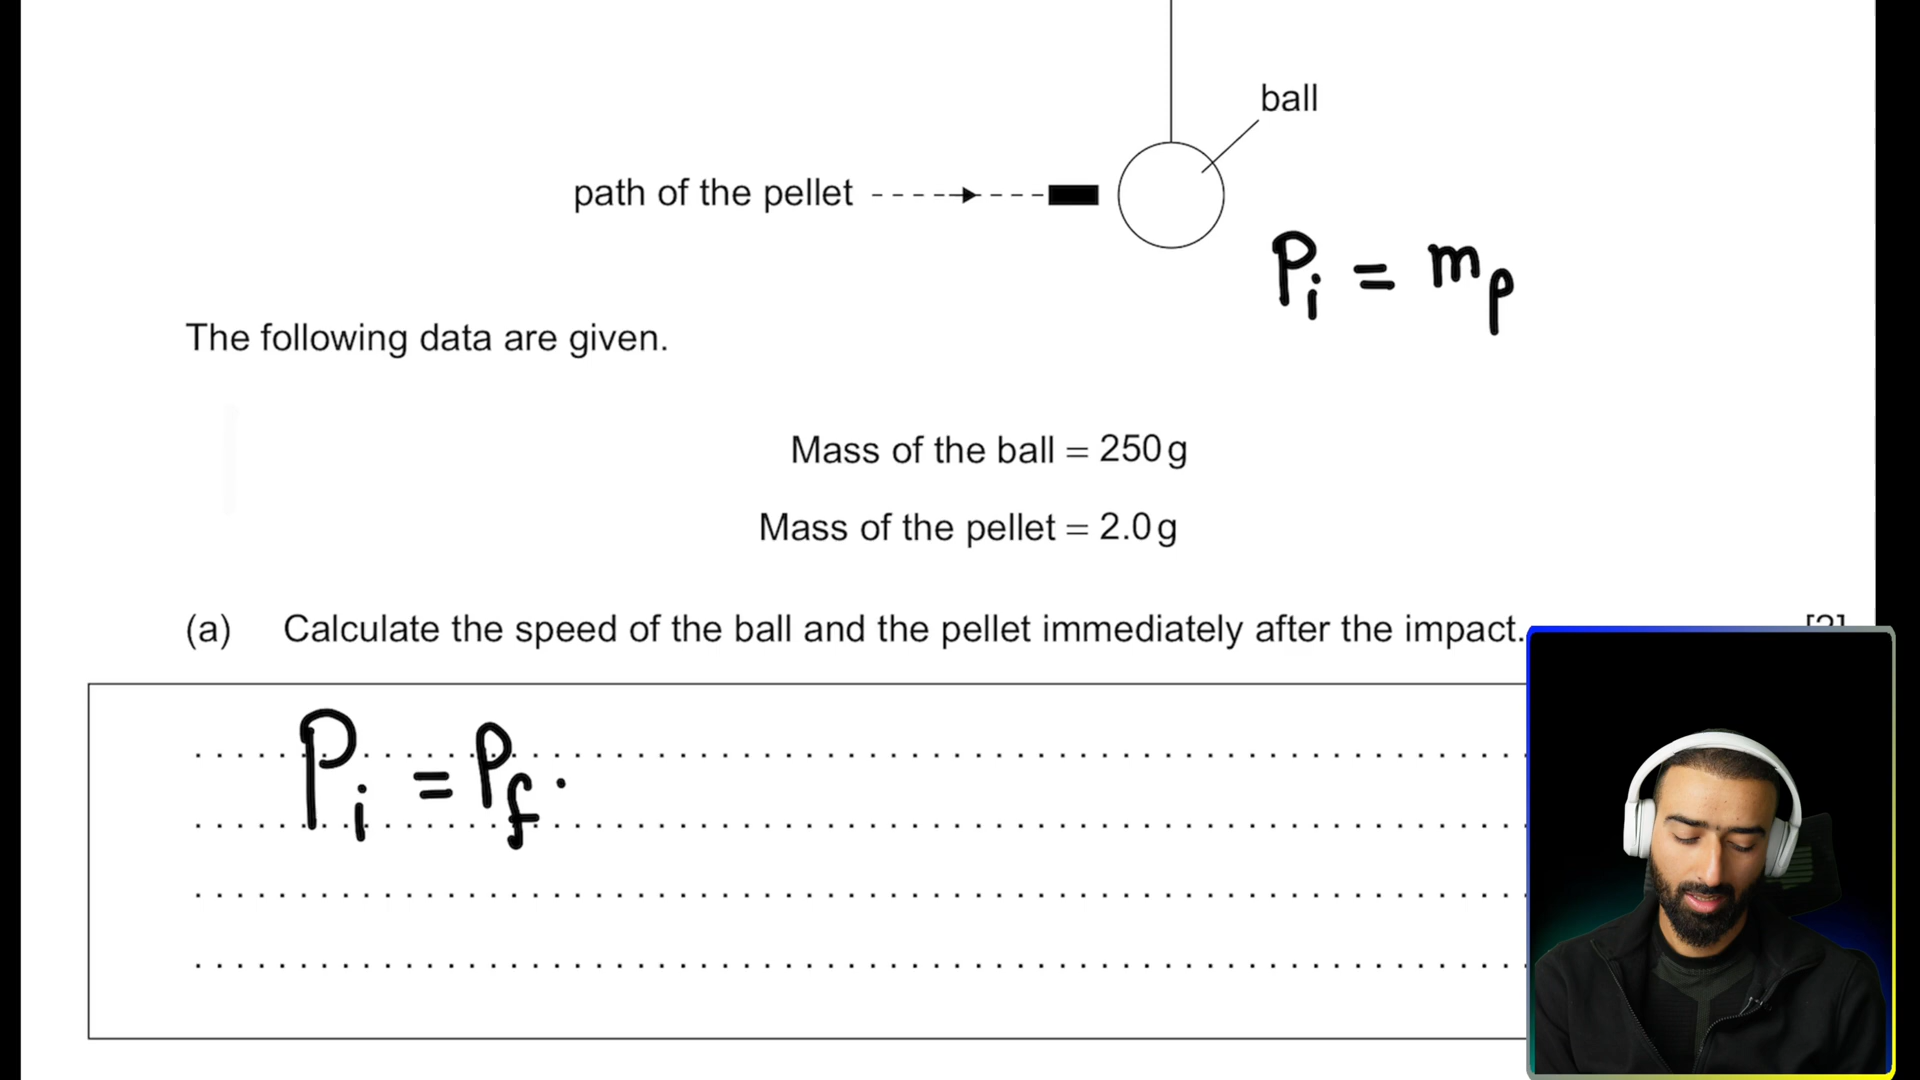 ball
path of the pellet
Pi = mp
The following data are given.
Mass of the ball = 250 g
Mass of the pellet = 2.0 g
(a) Calculate the speed of the ball and the pellet immediately after the impact.
Pi = Pf.